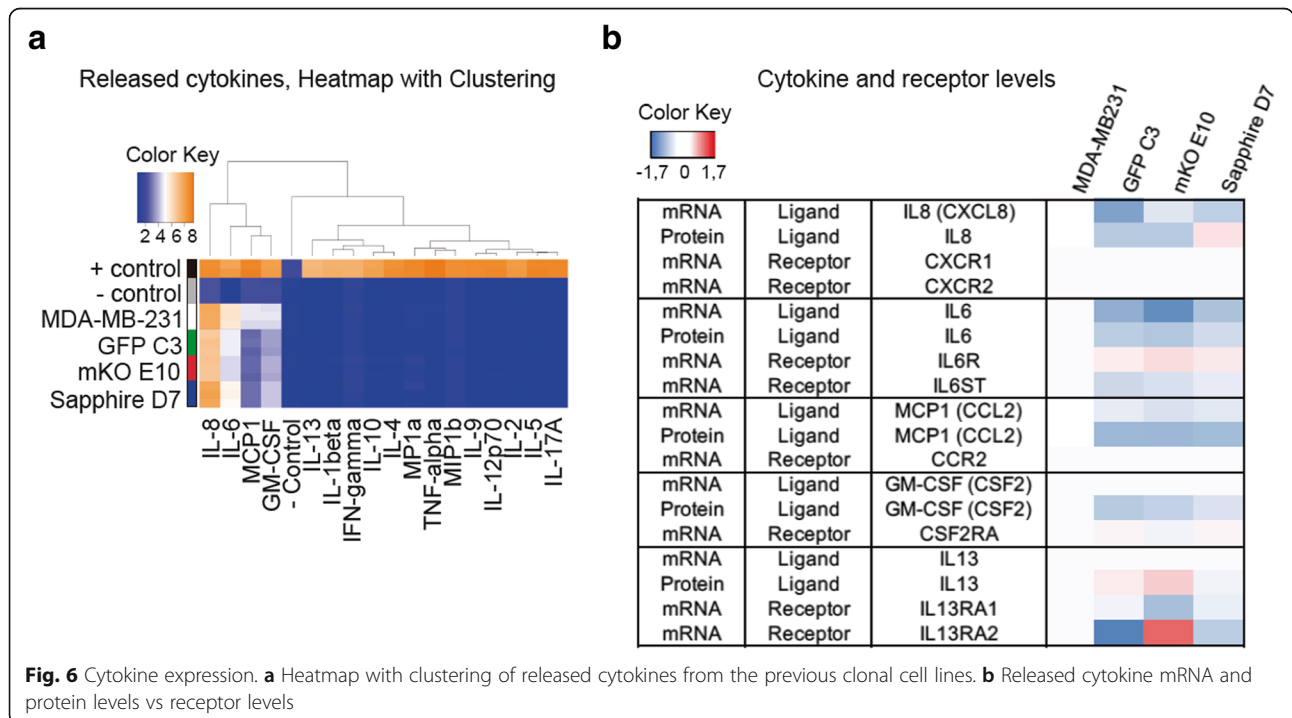 a
Released cytokines, Heatmap with Clustering
Color Key
2 4 6 8
+ control
- control
MDA-MB-231
GFP C3
mKO E10
Sapphire D7
IL-8
IL-6
MCP1
GM-CSF
- Control
IL-13
IL-1beta
IFN-gamma
IL-10
IL-4
MP1a
TNF-alpha
MIP1b
IL-9
IL-12p70
IL-2
IL-5
IL-17A
b
Cytokine and receptor levels
Color Key
-1,7 0 1,7
MDA-MB231
GFP C3
mKO E10
Sapphire D7
mRNA Ligand IL8 (CXCL8)
Protein Ligand IL8
mRNA Receptor CXCR1
mRNA Receptor CXCR2
mRNA Ligand IL6
Protein Ligand IL6
mRNA Receptor IL6R
mRNA Receptor IL6ST
mRNA Ligand MCP1 (CCL2)
Protein Ligand MCP1 (CCL2)
mRNA Receptor CCR2
mRNA Ligand GM-CSF (CSF2)
Protein Ligand GM-CSF (CSF2)
mRNA Receptor CSF2RA
mRNA Ligand IL13
Protein Ligand IL13
mRNA Receptor IL13RA1
mRNA Receptor IL13RA2
Fig. 6 Cytokine expression. a Heatmap with clustering of released cytokines from the previous clonal cell lines. b Released cytokine mRNA and
protein levels vs receptor levels